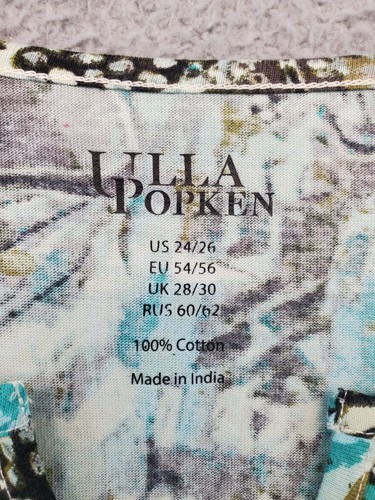 ULLA
POPKEN
US 24/26
EU 54/56
UK 28/30
RUS 60/62
100% Cotton
Made in India